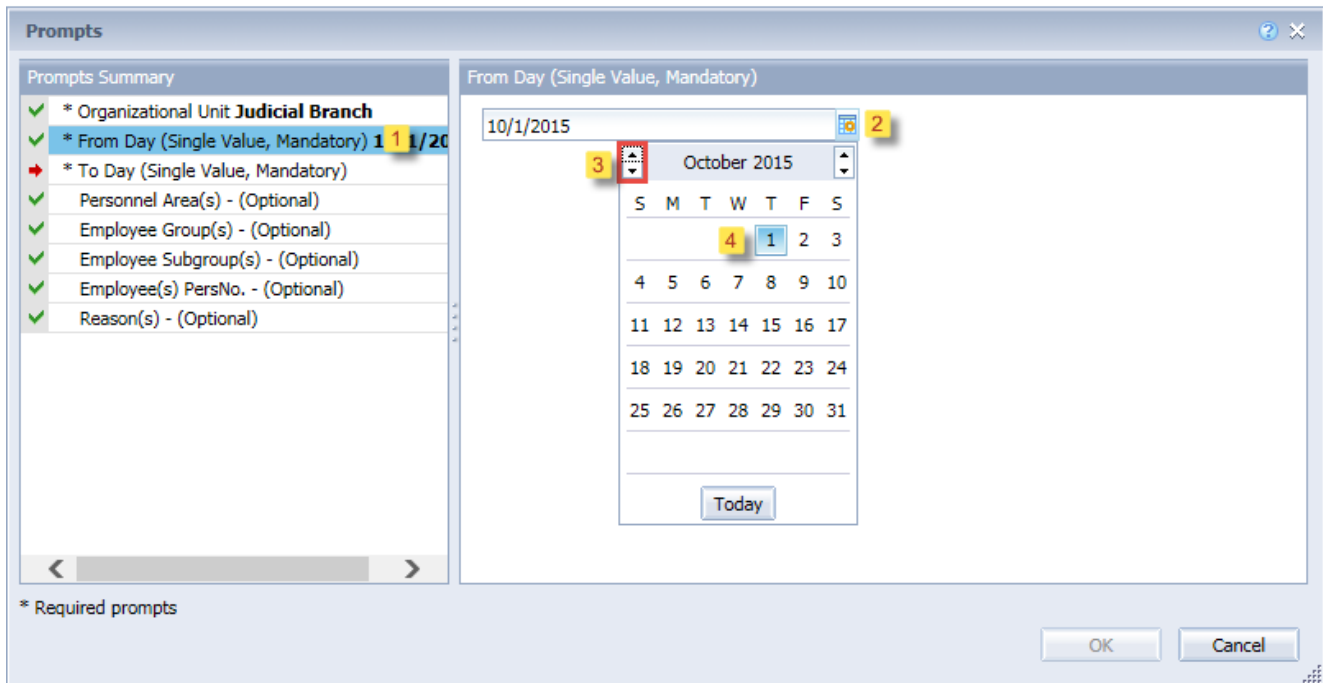 Prompts
Prompts Summary
* Organizational Unit Judicial Branch
* From Day (Single Value, Mandatory) 1 1 1/20
* To Day (Single Value, Mandatory)
Personnel Area(s) - (Optional)
Employee Group(s) - (Optional)
Employee Subgroup(s) - (Optional)
Employee(s) PersNo. - (Optional)
Reason(s) - (Optional)
From Day (Single Value, Mandatory)
10/1/2015 2
3 October 2015
S M T W T F S
4 1 2 3
4 5 6 7 8 9 10
11 12 13 14 15 16 17
18 19 20 21 22 23 24
25 26 27 28 29 30 31
Today
* Required prompts
OK Cancel